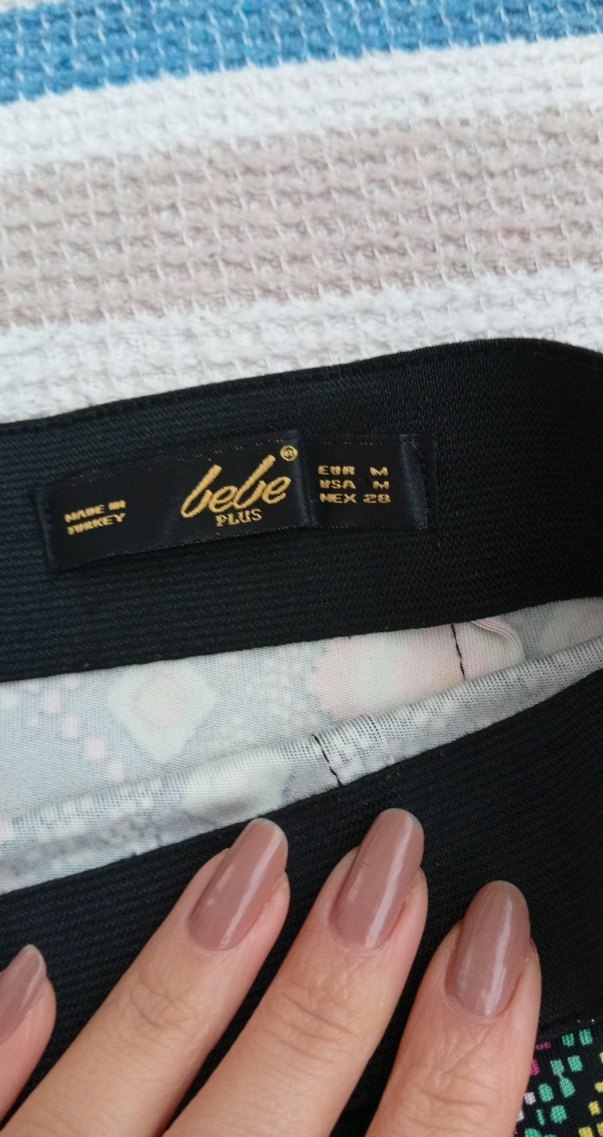 MADE IN
TURKEY
bebe
PLUS
EUR M
USA M
MEX 28